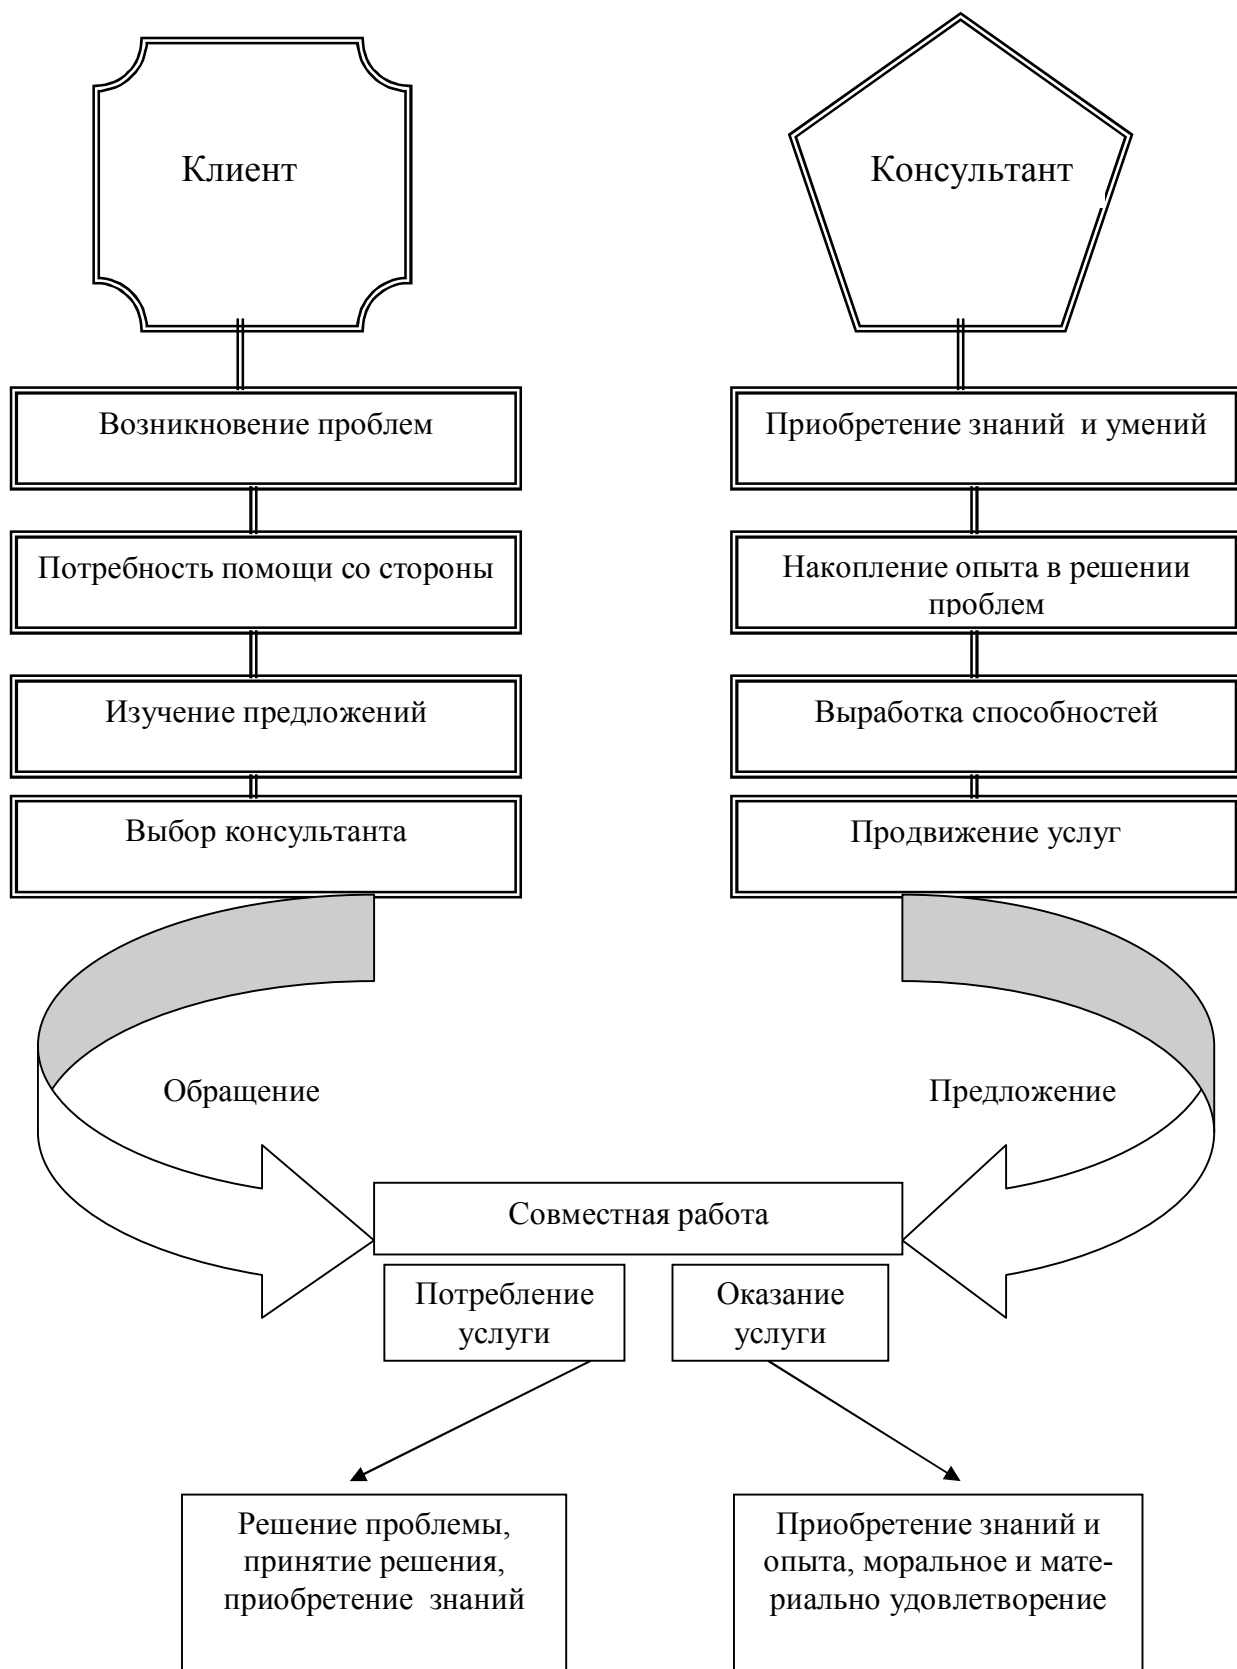 Клиент
Консультант
Возникновение проблем
Приобретение знаний и умений
Потребность помощи со стороны
Накопление опыта в решении
проблем
Изучение предложений
Выработка способностей
Выбор консультанта
Продвижение услуг
Обращение
Предложение
Совместная работа
Потребление
услуги
Оказание
услуги
Решение проблемы,
принятие решения,
приобретение знаний
Приобретение знаний и
опыта, моральное и мате-
риально удовлетворение